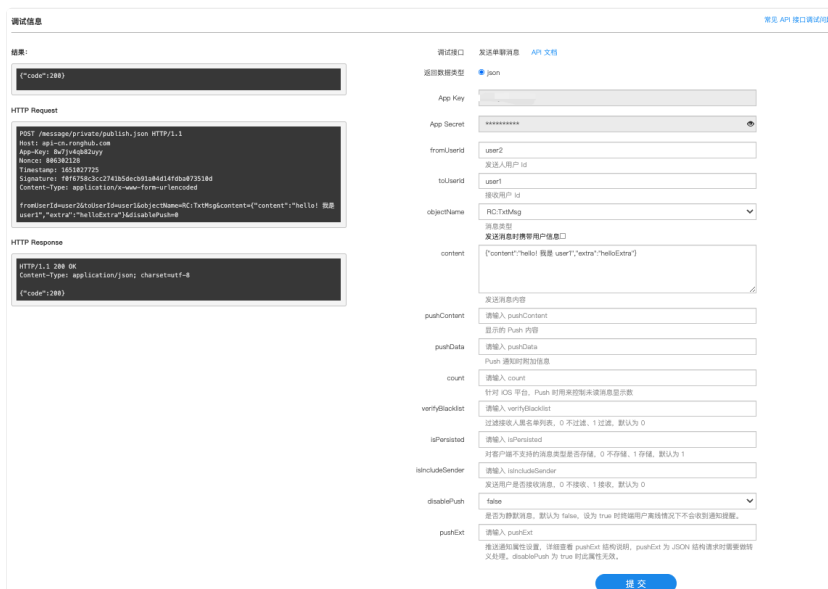 调试信息
常见 API 接口调试问
结果:
{"code":200}
HTTP Request
POST /message/private/publish.json HTTP/1.1
Host: api-cn.ronghub.com
App-Key: 8w7jv4qb82uyy
Nonce: 806302128
Timestamp: 1651027725
Signature: f0f6758c3cc2741b5decb91a04d14fdba073510d
Content-Type: application/x-www-form-urlencoded
fromUserId=user2&toUserId=user1&objectName=RC:TxtMsg&content={"content":"hello! 我是
user1","extra":"helloExtra"}&disablePush=0
HTTP Response
HTTP/1.1 200 OK
Content-Type: application/json; charset=utf-8
{"code":200}
调试接口 发送单聊消息 API 文档
返回数据类型 json
App Key
App Secret **********
fromUserId user2
发送人用户 Id
toUserId user1
接收用户 Id
objectName RC:TxtMsg
消息类型
发送消息时携带用户信息
content {"content":"hello! 我是 user1","extra":"helloExtra"}
发送消息内容
pushContent 请输入 pushContent
显示的 Push 内容
pushData 请输入 pushData
Push 通知时附加信息
count 请输入 count
针对 iOS 平台,Push 时用来控制未读消息显示数
verifyBlacklist 请输入 verifyBlacklist
过滤接收人黑名单列表,0 不过滤,1 过滤,默认为 0
isPersisted 请输入 isPersisted
对客户端不支持的消息类型是否存储,0 不存储,1 存储,默认为 1
isIncludeSender 请输入 isIncludeSender
发送用户是否接收消息,0 不接收,1 接收,默认为 0
disablePush false
是否为静默消息,默认为 false,设为 true 时终端用户离线情况下不会收到通知提醒。
pushExt 请输入 pushExt
推送通知属性设置,详细查看 pushExt 结构说明,pushExt 为 JSON 结构请求时需要做转
义处理。disablePush 为 true 时此属性无效。
提 交